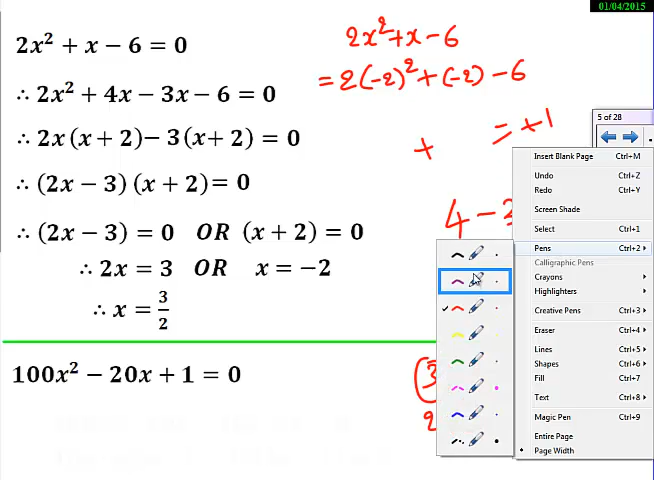 01/04/2015
2x² + x − 6 = 0
∴ 2x² + 4x − 3x − 6 = 0
∴ 2x(x + 2) − 3(x + 2) = 0
∴ (2x − 3) (x + 2) = 0
∴ (2x − 3) = 0 OR (x + 2) = 0
∴ 2x = 3 OR x = −2
∴ x = 3/2
100x² − 20x + 1 = 0
2x² + x − 6
= 2(−2)² + (−2) − 6
+ = +1
4 −
(3
2
5 of 28
Insert Blank Page Ctrl+M
Undo Ctrl+Z
Redo Ctrl+Y
Screen Shade
Select Ctrl+1
Pens Ctrl+2
Calligraphic Pens
Crayons
Highlighters
Creative Pens Ctrl+3
Eraser Ctrl+4
Lines Ctrl+5
Shapes Ctrl+6
Fill Ctrl+7
Text Ctrl+8
Magic Pen Ctrl+9
Entire Page
Page Width